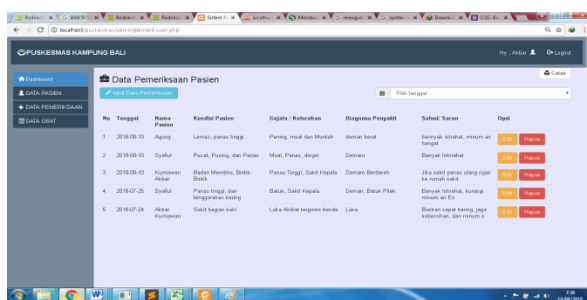 localhost/puskesmas/admin/pemeriksaan.php
PUSKESMAS KAMPUNG BALI
Hy , Akbar
Logout
Dashboard
DATA PASIEN
DATA PEMERIKSAAN
DATA OBAT
Data Pemeriksaan Pasien
Cetak
Input Data Pemeriksaan
Pilih tanggal
No Tanggal Nama Pasien Kondisi Pasien Gejala / Keluhan Diagnosa Penyakit Solusi/ Saran Opsi
1 2018-08-10 Agung Lemas, panas tinggi Pening, mual dan Muntah deman berat bannyak istrahat, minum air hangat Edit Hapus
2 2018-08-10 Syaiful Pucat, Pusing, dan Panas Mual, Panas, dingin Demam Banyak Istrirahat Edit Hapus
3 2018-08-10 Kurniawan Akbar Badan Membiru, Bintik-Bintik Panas Tinggi, Sakit Kepala Demam Berdarah Jika sakit panas ulang rujuk ke rumah sakit Edit Hapus
4 2018-07-25 Syaiful Panas tinggi, dan tenggorakan kering Batuk, Sakit Kepala Deman, Batuk Pilek Banyak Istirahat, kurangi minum air Es Edit Hapus
5 2018-07-24 Akbar Kurniawan Sakit bagian kaki Luka Akibat tergores benda Luka Biarkan cepat kering, jaga kebersihan, dan minum o Edit Hapus